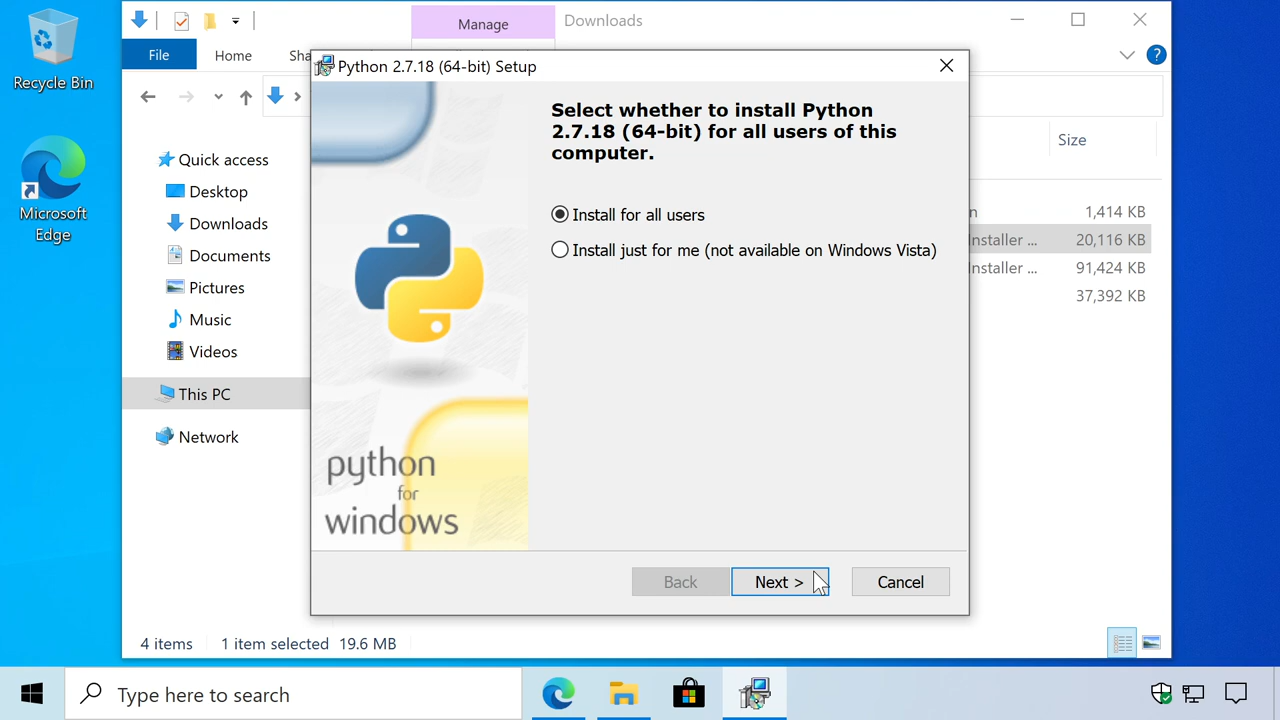 Recycle Bin
Microsoft
Edge
Manage
Downloads
File
Home
Sha
Python 2.7.18 (64-bit) Setup
Select whether to install Python
2.7.18 (64-bit) for all users of this
computer.
Install for all users
Install just for me (not available on Windows Vista)
python
for
windows
Back
Next >
Cancel
Quick access
Desktop
Downloads
Documents
Pictures
Music
Videos
This PC
Network
Size
n 1,414 KB
nstaller ... 20,116 KB
nstaller ... 91,424 KB
37,392 KB
4 items 1 item selected 19.6 MB
Type here to search